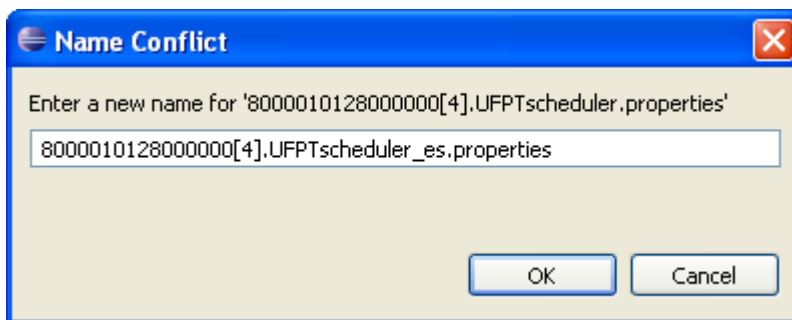 Name Conflict
Enter a new name for '8000010128000000[4].UFPTscheduler.properties'
8000010128000000[4].UFPTscheduler_es.properties
OK Cancel